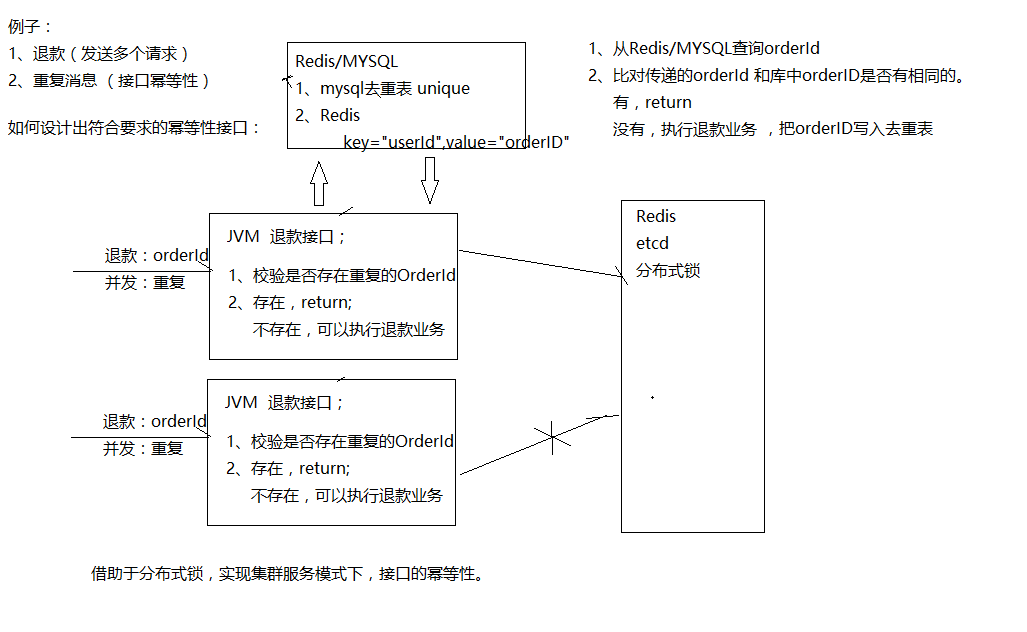 例子：
1、退款（发送多个请求）
2、重复消息 （接口幂等性）
如何设计出符合要求的幂等性接口：
Redis/MYSQL
1、mysql去重表 unique
2、Redis
key="userId",value="orderID"
1、从Redis/MYSQL查询orderId
2、比对传递的orderId 和库中orderID是否有相同的。
有，return
没有，执行退款业务 ，把orderID写入去重表
退款：orderId
并发：重复
JVM 退款接口；
1、校验是否存在重复的OrderId
2、存在，return;
不存在，可以执行退款业务
Redis
etcd
分布式锁
退款：orderId
并发：重复
JVM 退款接口；
1、校验是否存在重复的OrderId
2、存在，return;
不存在，可以执行退款业务
借助于分布式锁，实现集群服务模式下，接口的幂等性。